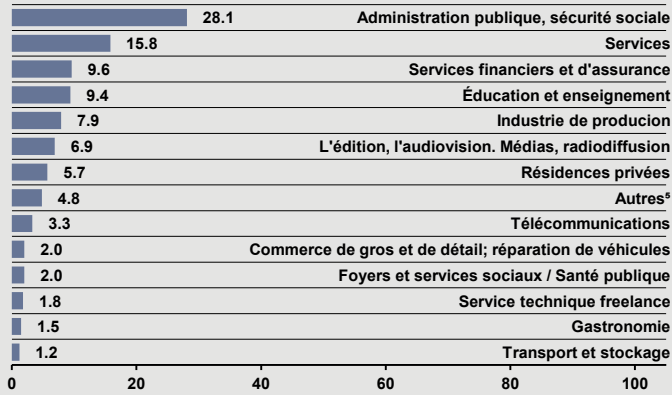 28.1 Administration publique, sécurité sociale
15.8 Services
9.6 Services financiers et d'assurance
9.4 Éducation et enseignement
7.9 Industrie de producion
6.9 L'édition, l'audiovision. Médias, radiodiffusion
5.7 Résidences privées
4.8 Autres⁵
3.3 Télécommunications
2.0 Commerce de gros et de détail; réparation de véhicules
2.0 Foyers et services sociaux / Santé publique
1.8 Service technique freelance
1.5 Gastronomie
1.2 Transport et stockage
0 20 40 60 80 100